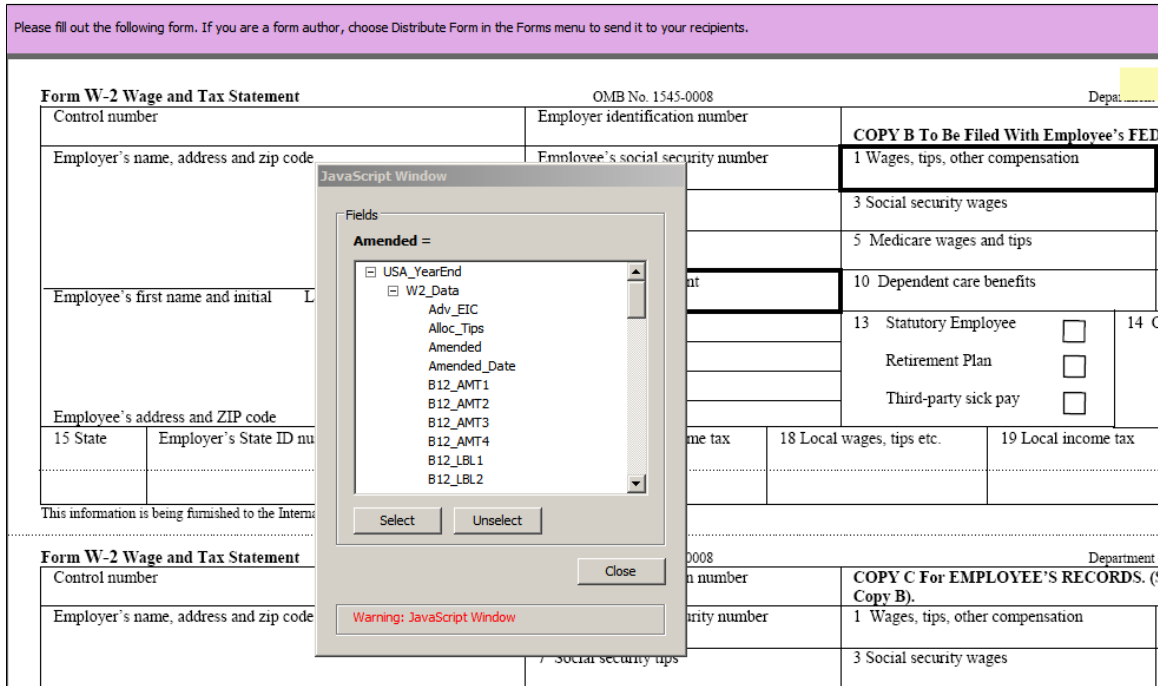 Please fill out the following form. If you are a form author, choose Distribute Form in the Forms menu to send it to your recipients.
Form W-2 Wage and Tax Statement OMB No. 1545-0008
Control number Employer identification number
COPY B To Be Filed With Employee's FED
Employer's name, address and zip code Employee's social security number 1 Wages, tips, other compensation
3 Social security wages
5 Medicare wages and tips
10 Dependent care benefits
Employee's first name and initial L
13 Statutory Employee 14
Retirement Plan
Third-party sick pay
Employee's address and ZIP code
15 State Employer's State ID nu me tax 18 Local wages, tips etc. 19 Local income tax
This information is being furnished to the Interna
JavaScript Window
Fields
Amended =
USA_YearEnd
W2_Data
Adv_EIC
Alloc_Tips
Amended
Amended_Date
B12_AMT1
B12_AMT2
B12_AMT3
B12_AMT4
B12_LBL1
B12_LBL2
Select Unselect
Close
Warning: JavaScript Window
Form W-2 Wage and Tax Statement 0008 Department
Control number n number COPY C For EMPLOYEE'S RECORDS. (S
Copy B).
Employer's name, address and zip code urity number 1 Wages, tips, other compensation
7 Social security tips 3 Social security wages